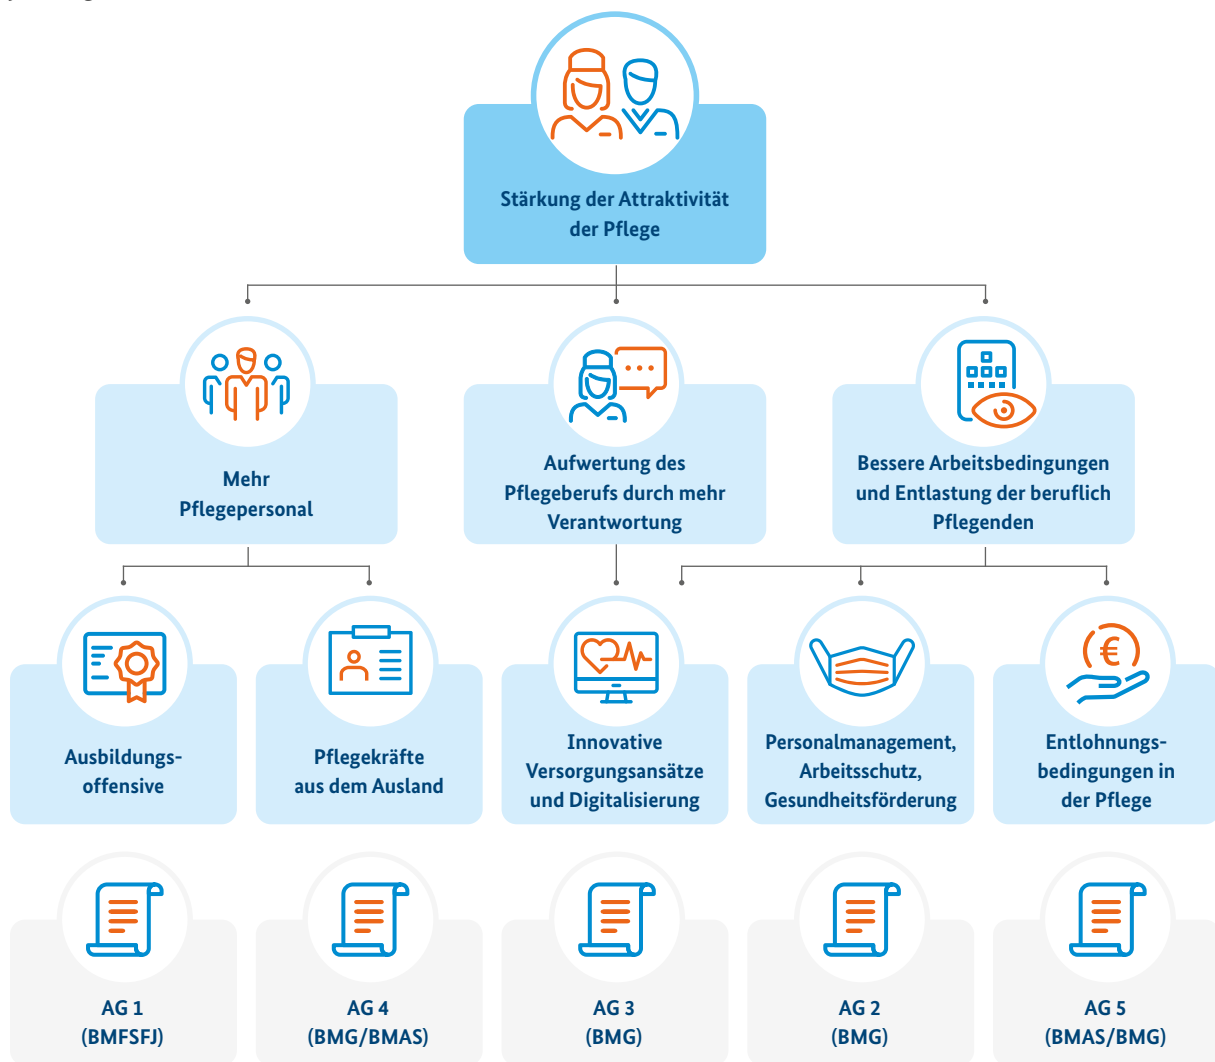 Stärkung der Attraktivität
der Pflege
Mehr
Pflegepersonal
Aufwertung des
Pflegeberufs durch mehr
Verantwortung
Bessere Arbeitsbedingungen
und Entlastung der beruflich
Pflegenden
Ausbildungs-
offensive
Pflegekräfte
aus dem Ausland
Innovative
Versorgungsansätze
und Digitalisierung
Personalmanagement,
Arbeitsschutz,
Gesundheitsförderung
€
Entlohnungs-
bedingungen in
der Pflege
AG 1
(BMFSFJ)
AG 4
(BMG/BMAS)
AG 3
(BMG)
AG 2
(BMG)
AG 5
(BMAS/BMG)